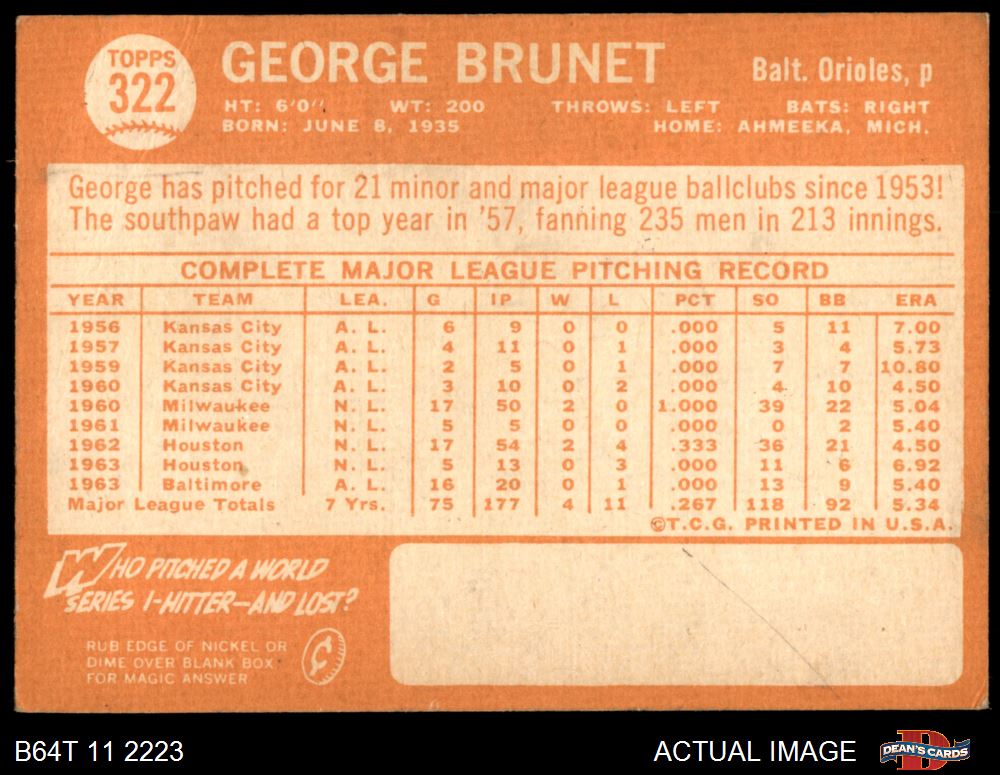 TOPPS
322
GEORGE BRUNET
Balt. Orioles, p
HT: 6'0" WT: 200 THROWS: LEFT BATS: RIGHT
BORN: JUNE 8, 1935 HOME: AHMEEKA, MICH.
George has pitched for 21 minor and major league ballclubs since 1953!
The southpaw had a top year in '57, fanning 235 men in 213 innings.
COMPLETE MAJOR LEAGUE PITCHING RECORD
YEAR TEAM LEA. G IP W L PCT SO BB ERA
1956 Kansas City A. L. 6 9 0 0 .000 5 11 7.00
1957 Kansas City A. L. 4 11 0 1 .000 3 4 5.73
1959 Kansas City A. L. 2 5 0 1 .000 7 7 10.80
1960 Kansas City A. L. 3 10 0 2 .000 4 10 4.50
1960 Milwaukee N. L. 17 50 2 0 1.000 39 22 5.04
1961 Milwaukee N. L. 5 5 0 0 .000 0 2 5.40
1962 Houston N. L. 17 54 2 4 .333 36 21 4.50
1963 Houston N. L. 5 13 0 3 .000 11 6 6.92
1963 Baltimore A. L. 16 20 0 1 .000 13 9 5.40
Major League Totals 7 Yrs. 75 177 4 11 .267 118 92 5.34
©T.C.G. PRINTED IN U.S.A.
WHO PITCHED A WORLD
SERIES 1-HITTER—AND LOST?
RUB EDGE OF NICKEL OR
DIME OVER BLANK BOX
FOR MAGIC ANSWER
B64T 11 2223
ACTUAL IMAGE
DEAN'S CARDS